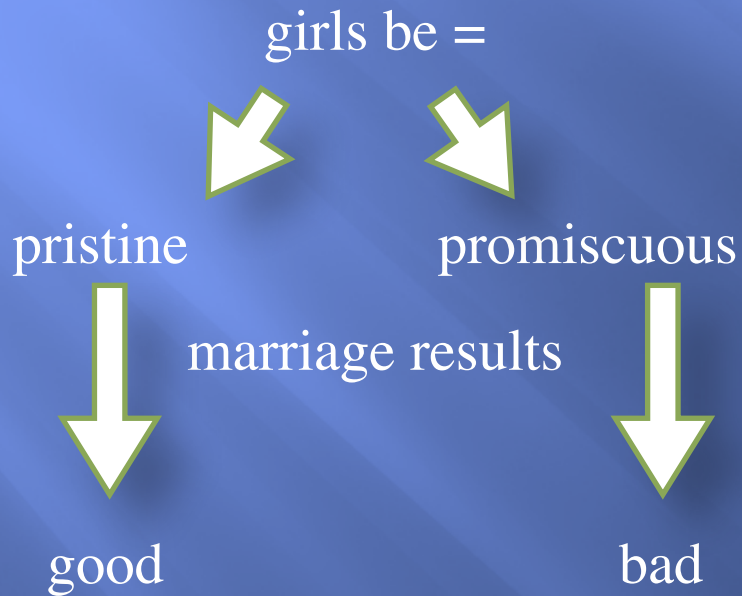 girls be =
pristine promiscuous
marriage results
good bad